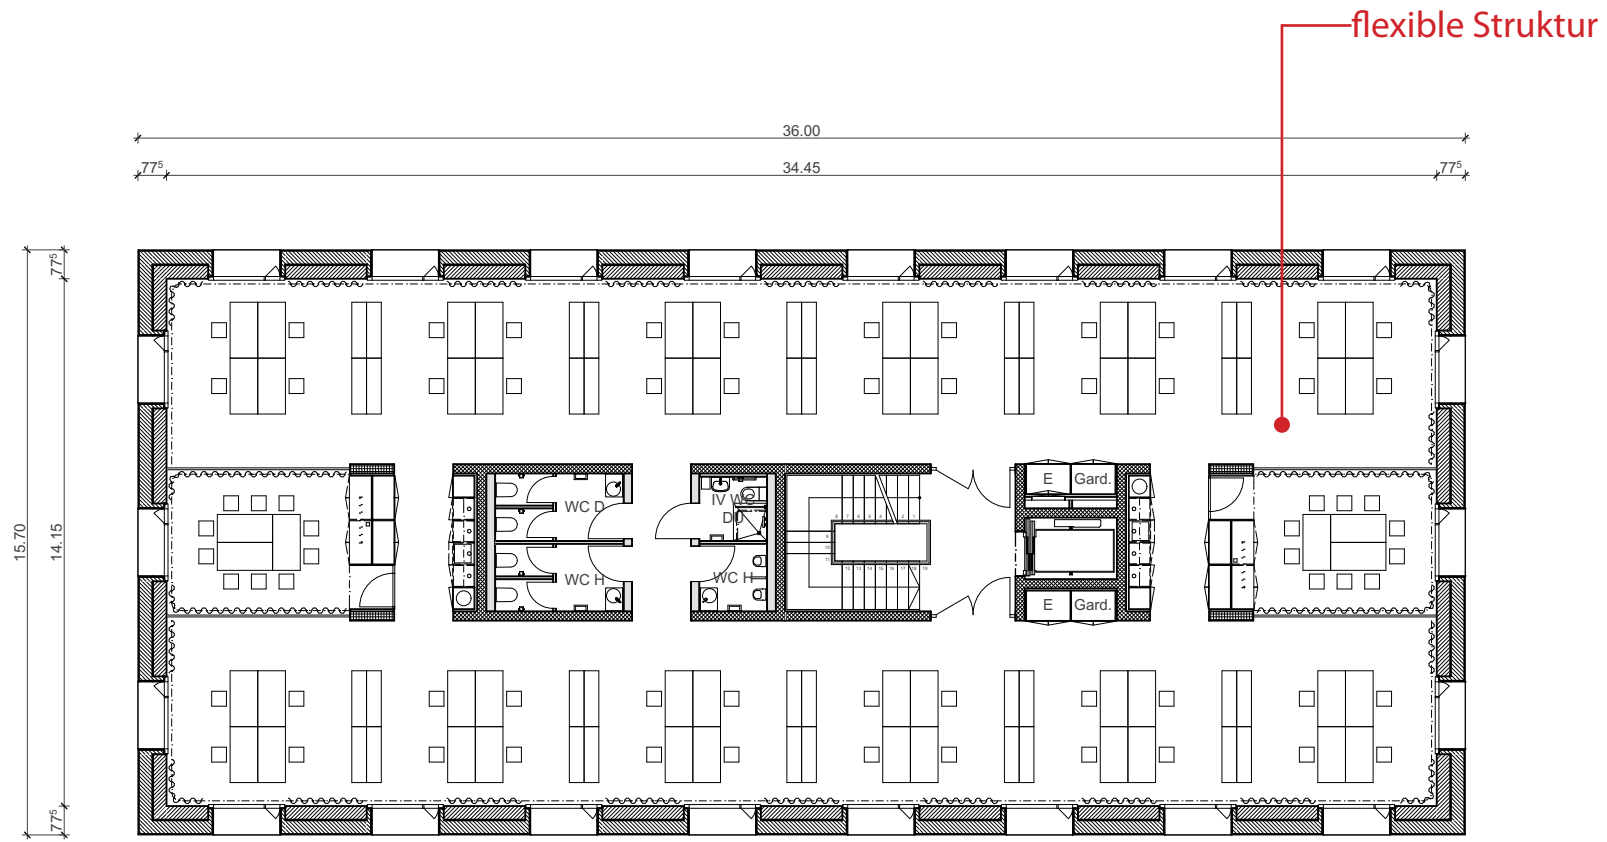 flexible Struktur
36.00
77⁵ 34.45 77⁵
77⁵
15.70
14.15
77⁵
E Gard.
WC D
IV WC
WC H
WC H
E Gard.